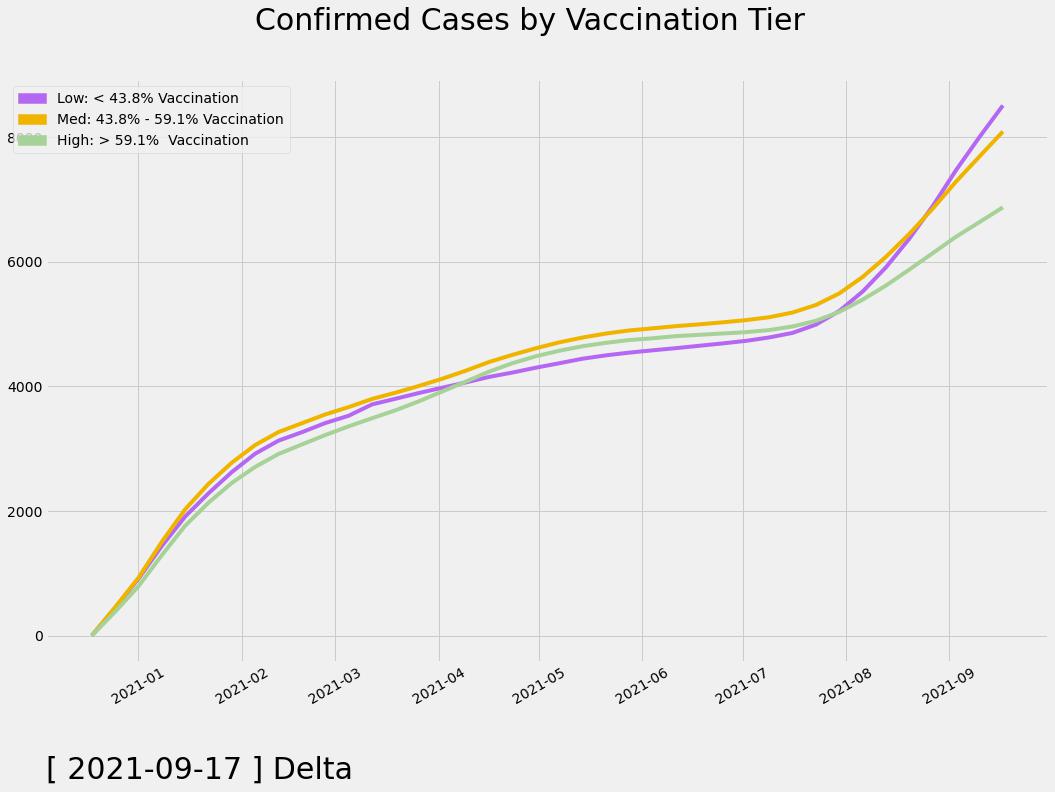 Confirmed Cases by Vaccination Tier
Low: < 43.8% Vaccination
Med: 43.8% - 59.1% Vaccination
High: > 59.1%  Vaccination
8000
6000
4000
2000
0
2021-01
2021-02
2021-03
2021-04
2021-05
2021-06
2021-07
2021-08
2021-09
[ 2021-09-17 ] Delta